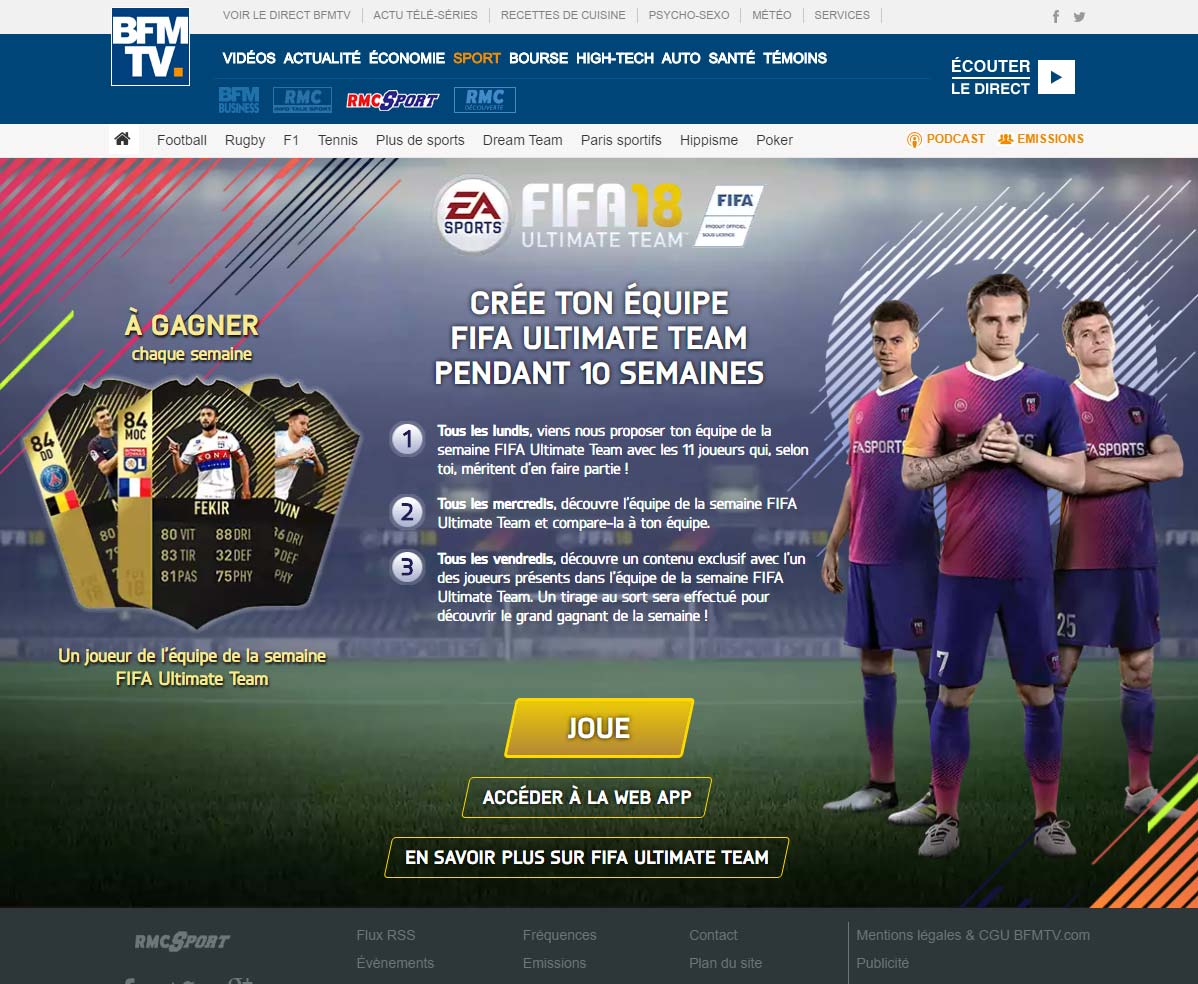 VOIR LE DIRECT BFMTV
ACTU TÉLÉ-SÉRIES
RECETTES DE CUISINE
PSYCHO-SEXO
MÉTÉO
SERVICES
BFM
TV.
VIDÉOS ACTUALITÉ ÉCONOMIE SPORT BOURSE HIGH-TECH AUTO SANTÉ TÉMOINS
ÉCOUTER
LE DIRECT
BFM
BUSINESS
RMC
INFO TALK SPORT
RMC SPORT
RMC
DÉCOUVERTE
Football Rugby F1 Tennis Plus de sports Dream Team Paris sportifs Hippisme Poker
PODCAST EMISSIONS
EA
SPORTS
FIFA 18
ULTIMATE TEAM
FIFA
PRODUIT OFFICIEL
SOUS LICENCE
CRÉE TON ÉQUIPE
FIFA ULTIMATE TEAM
PENDANT 10 SEMAINES
À GAGNER
chaque semaine
84
DD
84
MOC
FEKIR
UVIN
80
80 VIT 88 DRI
83 TIR 32 DEF
81 PAS 75 PHY
DRI
DEF
PHY
Un joueur de l'équipe de la semaine
FIFA Ultimate Team
1 Tous les lundis, viens nous proposer ton équipe de la
semaine FIFA Ultimate Team avec les 11 joueurs qui, selon
toi, méritent d'en faire partie !
2 Tous les mercredis, découvre l'équipe de la semaine FIFA
Ultimate Team et compare-la à ton équipe.
3 Tous les vendredis, découvre un contenu exclusif avec l'un
des joueurs présents dans l'équipe de la semaine FIFA
Ultimate Team. Un tirage au sort sera effectué pour
découvrir le grand gagnant de la semaine !
FUT
18
EA SPORTS
7
25
JOUE
ACCÉDER À LA WEB APP
EN SAVOIR PLUS SUR FIFA ULTIMATE TEAM
RMC SPORT
Flux RSS
Fréquences
Contact
Mentions légales & CGU BFMTV.com
Évènements
Emissions
Plan du site
Publicité